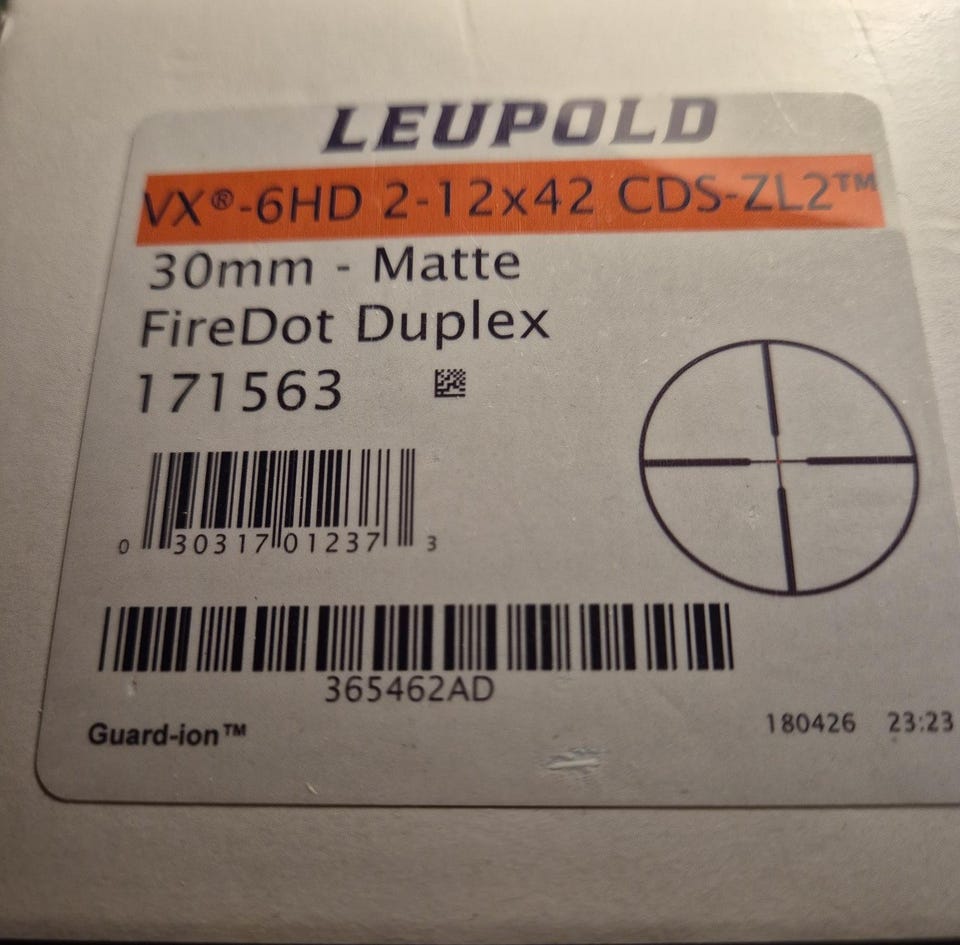 LEUPOLD
VX®-6HD 2-12x42 CDS-ZL2™
30mm - Matte
FireDot Duplex
171563
0 30317 01237 3
365462AD
Guard-ion™
180426 23:23